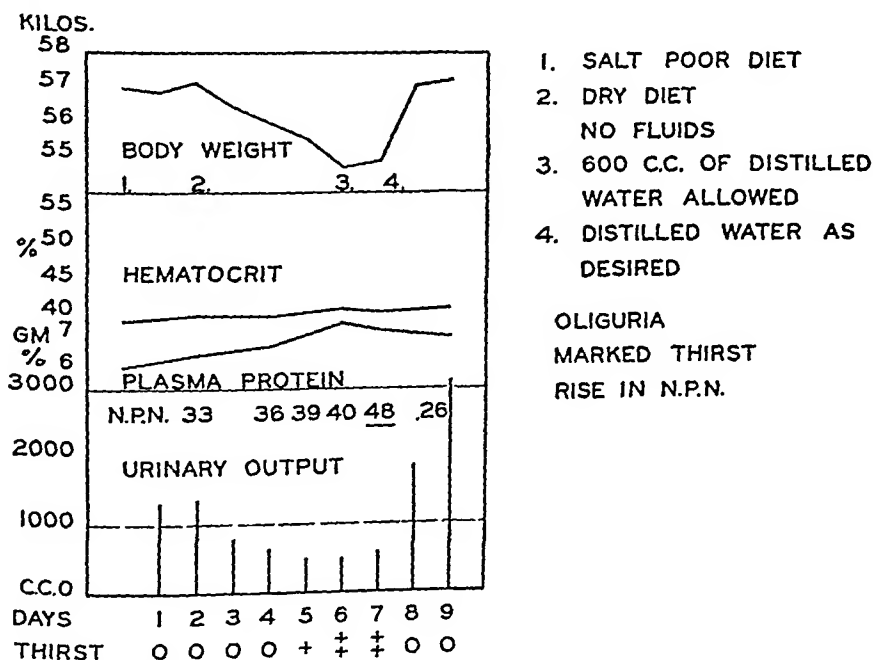 KILOS.
58
57
56
55
BODY WEIGHT
1. 2. 3. 4.
55
% 50
45
HEMATOCRIT
40
GM 7
% 6
3000
PLASMA PROTEIN
N.P.N. 33 36 39 40 48 .26
2000
URINARY OUTPUT
1000
C.C.0
DAYS 1 2 3 4 5 6 7 8 9
THIRST O O O O + ‡ ‡ O O
1. SALT POOR DIET
2. DRY DIET
NO FLUIDS
3. 600 C.C. OF DISTILLED
WATER ALLOWED
4. DISTILLED WATER AS
DESIRED
OLIGURIA
MARKED THIRST
RISE IN N.P.N.